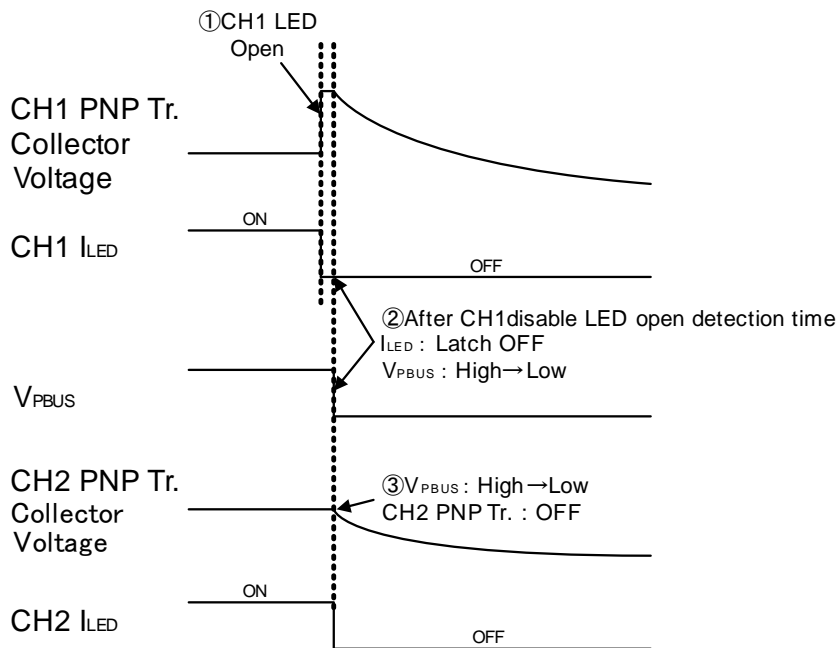 ①CH1 LED
Open
CH1 PNP Tr.
Collector
Voltage
ON
CH1 ILED
OFF
②After CH1disable LED open detection time
ILED : Latch OFF
VPBUS : High→Low
VPBUS
CH2 PNP Tr.
Collector
Voltage
③VPBUS : High→Low
CH2 PNP Tr. : OFF
ON
CH2 ILED
OFF